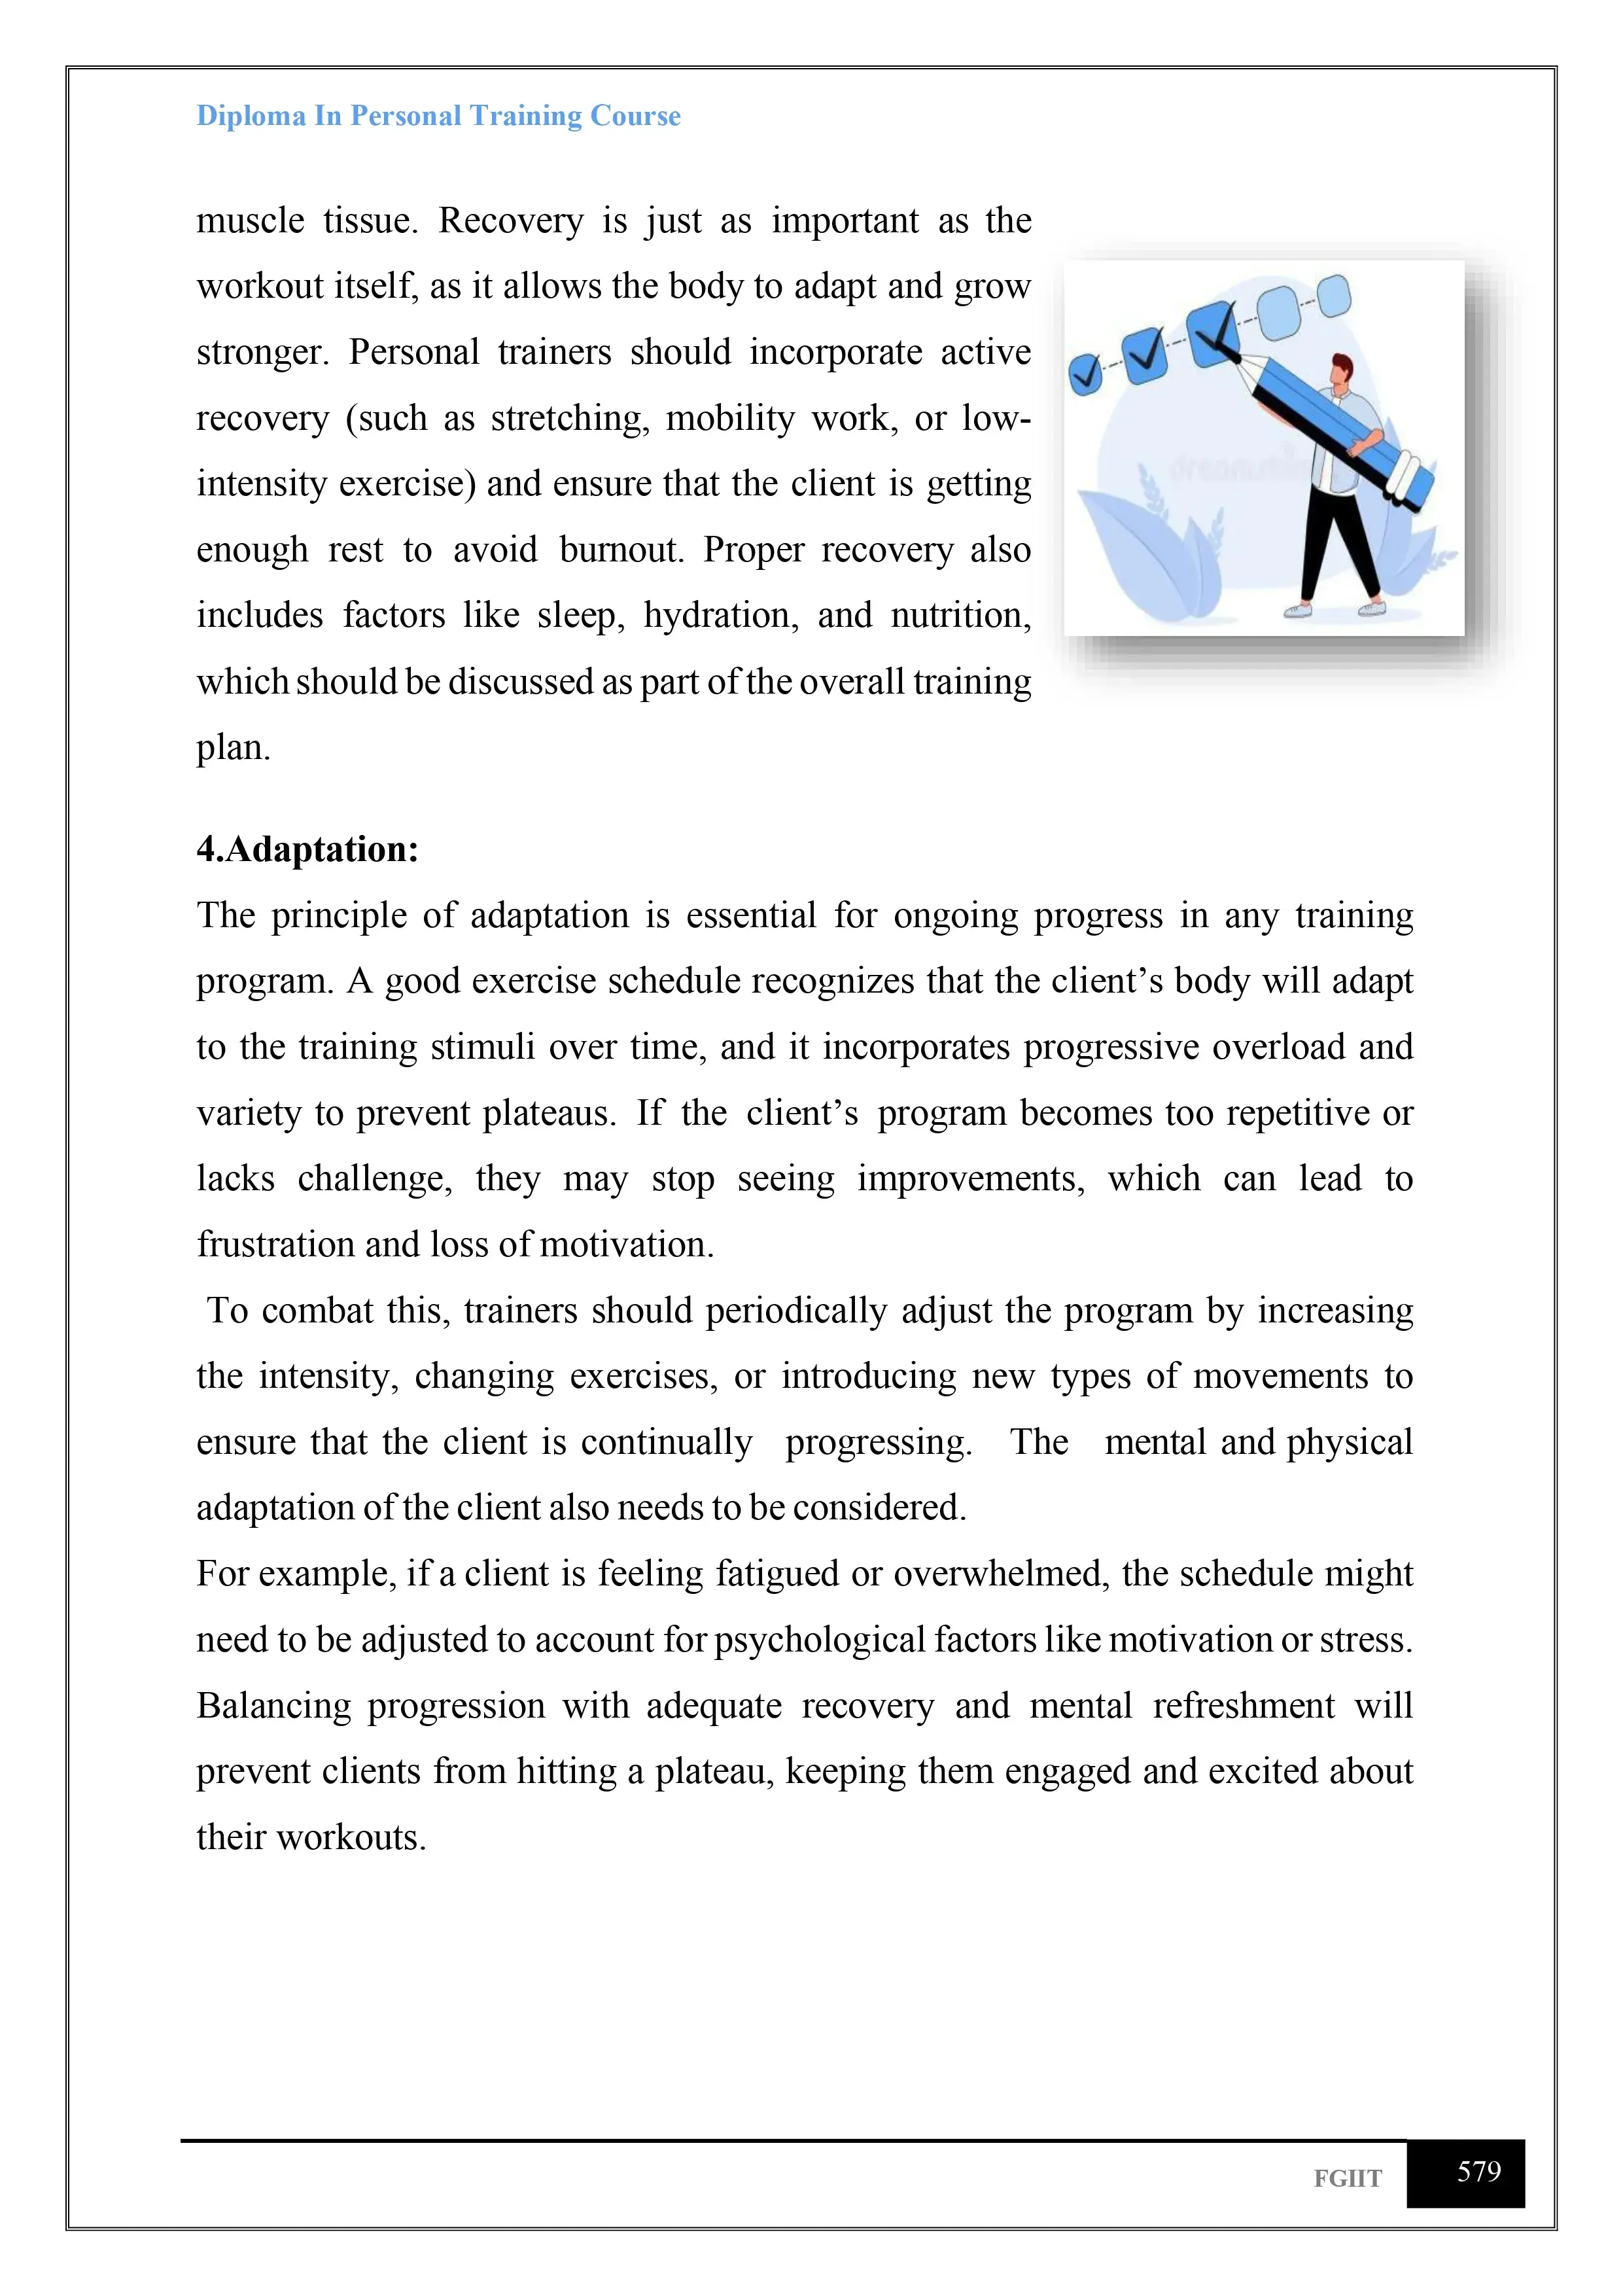 Diploma In Personal Training Course
muscle tissue. Recovery is just as important as the
workout itself, as it allows the body to adapt and grow
stronger. Personal trainers should incorporate active
recovery (such as stretching, mobility work, or low-
intensity exercise) and ensure that the client is getting
enough rest to avoid burnout. Proper recovery also
includes factors like sleep, hydration, and nutrition,
which should be discussed as part of the overall training
plan.
4.Adaptation:
The principle of adaptation is essential for ongoing progress in any training
program. A good exercise schedule recognizes that the client’s body will adapt
to the training stimuli over time, and it incorporates progressive overload and
variety to prevent plateaus. If the client’s program becomes too repetitive or
lacks challenge, they may stop seeing improvements, which can lead to
frustration and loss of motivation.
To combat this, trainers should periodically adjust the program by increasing
the intensity, changing exercises, or introducing new types of movements to
ensure that the client is continually progressing. The mental and physical
adaptation of the client also needs to be considered.
For example, if a client is feeling fatigued or overwhelmed, the schedule might
need to be adjusted to account for psychological factors like motivation or stress.
Balancing progression with adequate recovery and mental refreshment will
prevent clients from hitting a plateau, keeping them engaged and excited about
their workouts.
FGIIT
579